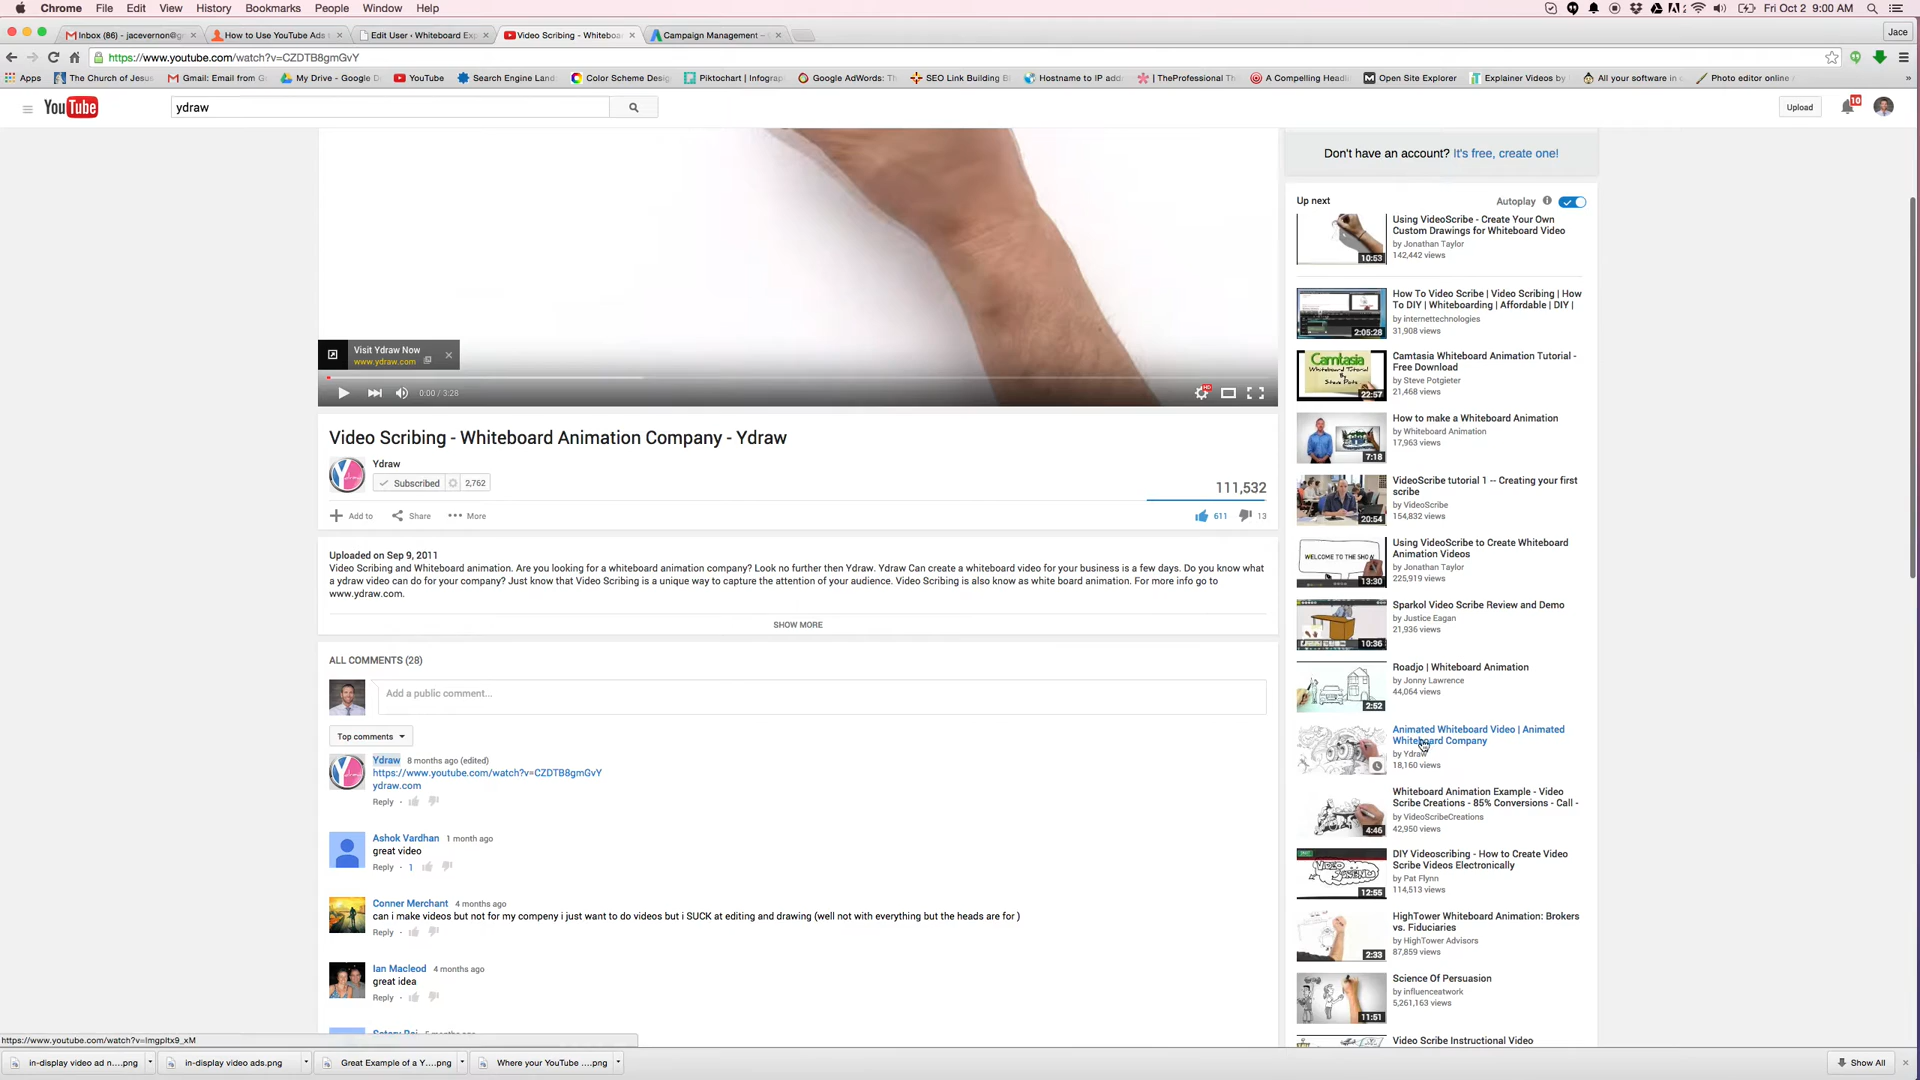 Chrome File Edit View History Bookmarks People Window Help Fri Oct 2 9:00 AM
Inbox (86) - jacevernon@g How to Use YouTube Ads Edit User ‹ Whiteboard Ex Video Scribing - Whiteboa Campaign Management – Jace
https://www.youtube.com/watch?v=CZDTB8gmGvY
Apps The Church of Jesus Gmail: Email from G My Drive - Google D YouTube Search Engine Land Color Scheme Desig Piktochart | Infograp Google AdWords: Th SEO Link Building B Hostname to IP add | TheProfessional T A Compelling Headl Open Site Explorer Explainer Videos by All your software in Photo editor online
YouTube ydraw Upload 10
Don't have an account? It's free, create one!
Up next Autoplay
Using VideoScribe - Create Your Own
Custom Drawings for Whiteboard Video
by Jonathan Taylor
142,442 views
10:53
How To Video Scribe | Video Scribing | How
To DIY | Whiteboarding | Affordable | DIY |
by internettechnologies
31,908 views
2:05:28
Camtasia Whiteboard Animation Tutorial -
Free Download
by Steve Potgieter
21,468 views
Camtasia
Whiteboard Tutorial
By
22:57
How to make a Whiteboard Animation
by Whiteboard Animation
17,963 views
7:18
VideoScribe tutorial 1 -- Creating your first
scribe
by VideoScribe
154,832 views
20:54
Using VideoScribe to Create Whiteboard
Animation Videos
by Jonathan Taylor
225,919 views
WELCOME TO THE SHOW
13:30
Sparkol Video Scribe Review and Demo
by Justice Eagan
21,936 views
10:36
Roadjo | Whiteboard Animation
by Jonny Lawrence
44,064 views
2:52
Animated Whiteboard Video | Animated
Whiteboard Company
by Ydraw
18,160 views
Whiteboard Animation Example - Video
Scribe Creations - 85% Conversions - Call -
by VideoScribeCreations
42,950 views
4:46
DIY Videoscribing - How to Create Video
Scribe Videos Electronically
by Pat Flynn
114,513 views
12:55
HighTower Whiteboard Animation: Brokers
vs. Fiduciaries
by HighTower Advisors
87,859 views
2:33
Science Of Persuasion
by influenceatwork
5,261,163 views
11:51
Video Scribe Instructional Video
Visit Ydraw Now
www.ydraw.com
0:00 / 3:28 HD
Video Scribing - Whiteboard Animation Company - Ydraw
Ydraw
Subscribed 2,762
111,532
Add to Share More 611 13
Uploaded on Sep 9, 2011
Video Scribing and Whiteboard animation. Are you looking for a whiteboard animation company? Look no further then Ydraw. Ydraw Can create a whiteboard video for your business is a few days. Do you know what
a ydraw video can do for your company? Just know that Video Scribing is a unique way to capture the attention of your audience. Video Scribing is also know as white board animation. For more info go to
www.ydraw.com.
SHOW MORE
ALL COMMENTS (28)
Add a public comment...
Top comments
Ydraw 8 months ago (edited)
https://www.youtube.com/watch?v=CZDTB8gmGvY
ydraw.com
Reply ·
Ashok Vardhan 1 month ago
great video
Reply · 1
Conner Merchant 4 months ago
can i make videos but not for my compeny i just want to do videos but i SUCK at editing and drawing (well not with everything but the heads are for )
Reply ·
Ian Macleod 4 months ago
great idea
Reply ·
https://www.youtube.com/watch?v=lmgpltx9_xM
in-display video ad n....png in-display video ads.png Great Example of a Y....png Where your YouTube ....png Show All